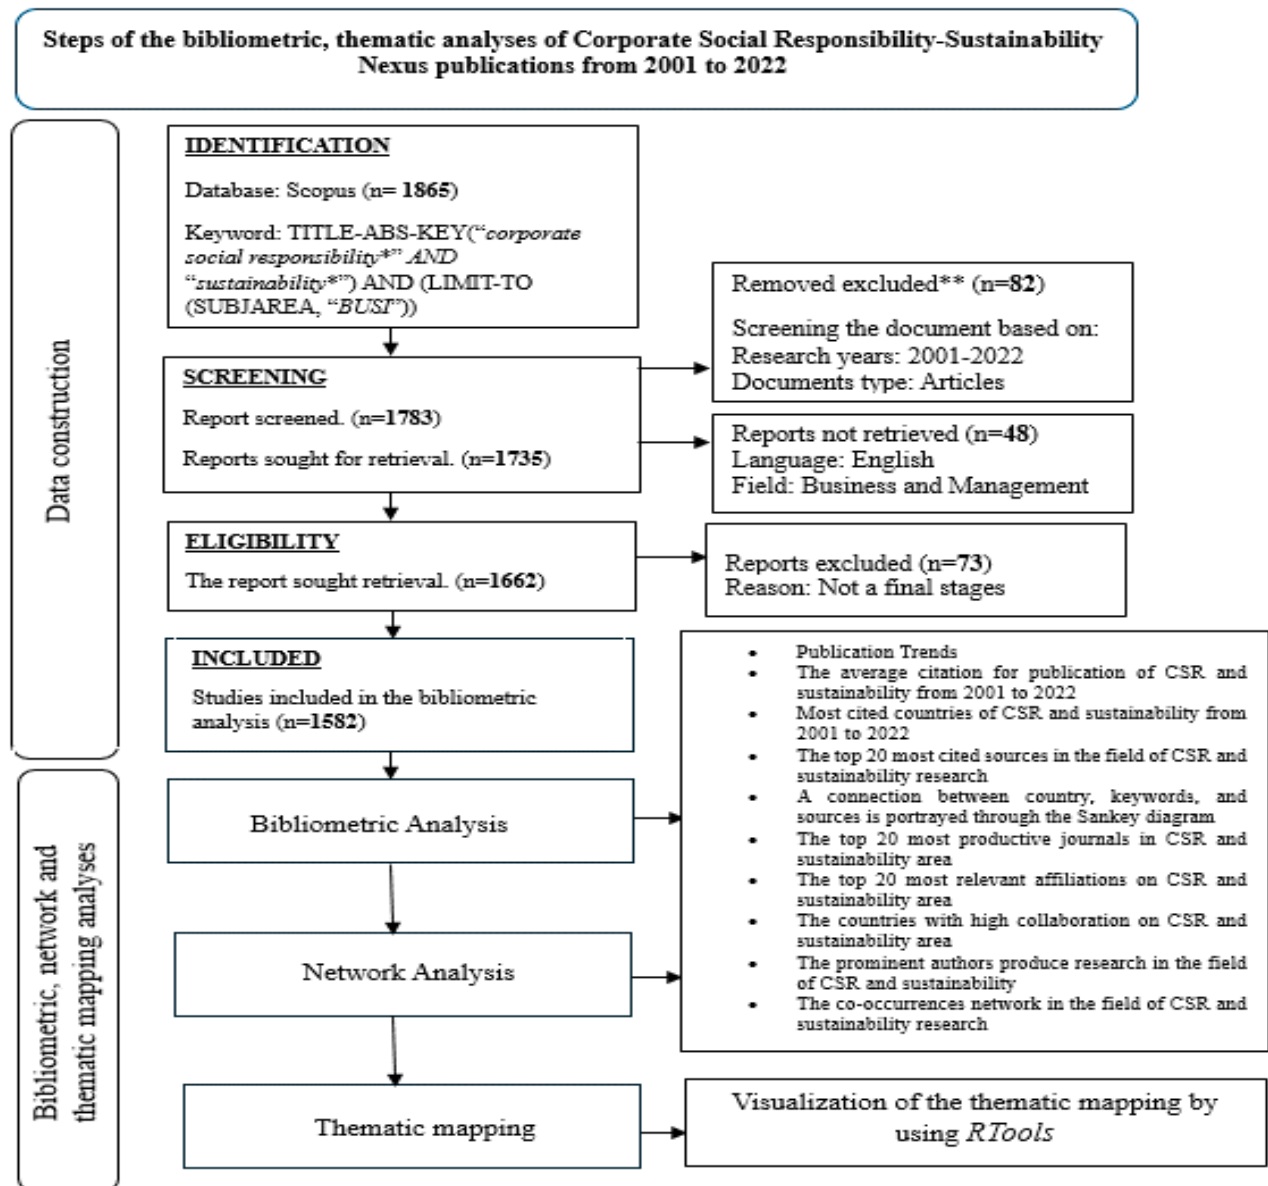 Steps of the bibliometric, thematic analyses of Corporate Social Responsibility-Sustainability
Nexus publications from 2001 to 2022
Data construction
IDENTIFICATION
Database: Scopus (n= 1865)
Keyword: TITLE-ABS-KEY(“corporate
social responsibility*” AND
“sustainability*”) AND (LIMIT-TO
(SUBJAREA, “BUSI”))
Removed excluded** (n=82)
Screening the document based on:
Research years: 2001-2022
Documents type: Articles
SCREENING
Report screened. (n=1783)
Reports sought for retrieval. (n=1735)
Reports not retrieved (n=48)
Language: English
Field: Business and Management
ELIGIBILITY
The report sought retrieval. (n=1662)
Reports excluded (n=73)
Reason: Not a final stages
INCLUDED
Studies included in the bibliometric
analysis (n=1582)
Bibliometric, network and
thematic mapping analyses
Bibliometric Analysis
Network Analysis
• Publication Trends
• The average citation for publication of CSR and
sustainability from 2001 to 2022
• Most cited countries of CSR and sustainability from
2001 to 2022
• The top 20 most cited sources in the field of CSR and
sustainability research
• A connection between country, keywords, and
sources is portrayed through the Sankey diagram
• The top 20 most productive journals in CSR and
sustainability area
• The top 20 most relevant affiliations on CSR and
sustainability area
• The countries with high collaboration on CSR and
sustainability area
• The prominent authors produce research in the field
of CSR and sustainability
• The co-occurrences network in the field of CSR and
sustainability research
Thematic mapping
Visualization of the thematic mapping by
using RTools